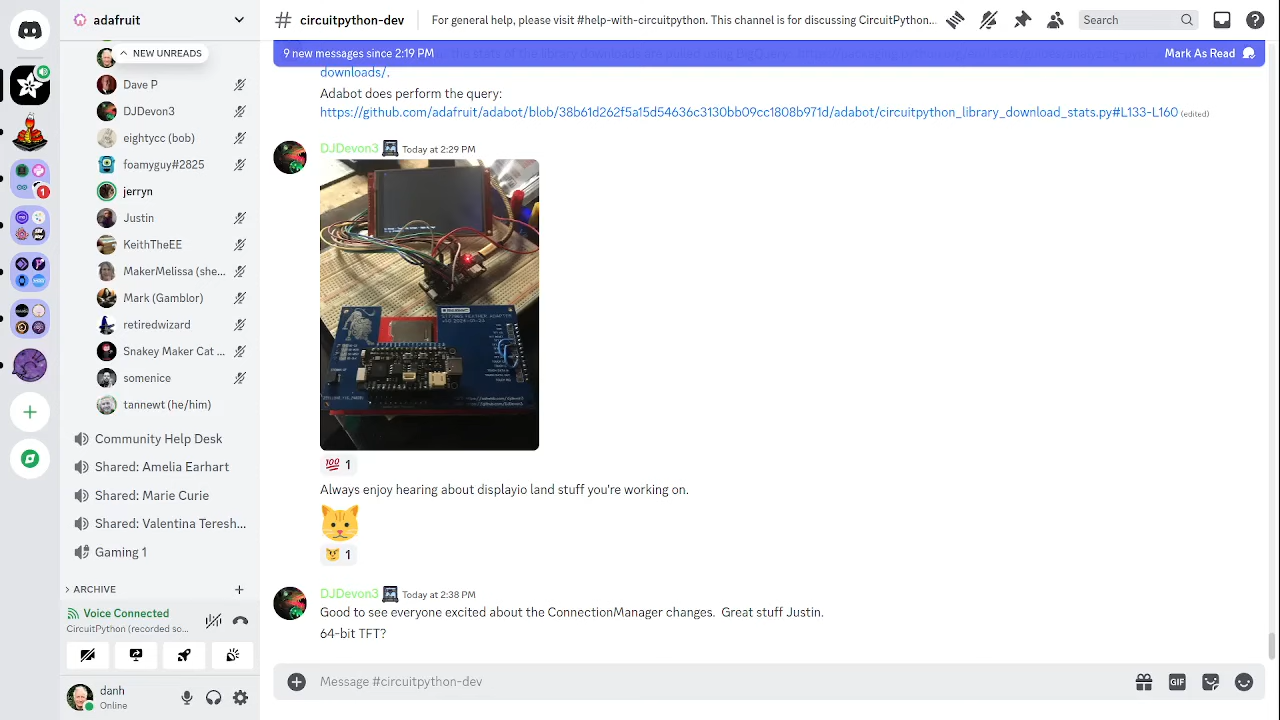 adafruit
circuitpython-dev
For general help, please visit #help-with-circuitpython. This channel is for discussing CircuitPython...
Search
NEW UNREADS
9 new messages since 2:19 PM
Mark As Read
Dave P
DJDevon3
eightycc (bob)
Harrygsy#2825
jerryn
Justin
KeithTheEE
MakerMelissa (she...
Mark (Gamblor)
Snakey Maker Cat ...
Community Help Desk
Shared: Amelia Earhart
Shared: Marie Curie
Shared: Valentina Teresh...
Gaming 1
ARCHIVE
Voice Connected
CircuitPython (recorded so...
danh
Online
downloads/.
Adabot does perform the query:
https://github.com/adafruit/adabot/blob/38b61d262f5a15d54636c3130bb09cc1808b971d/adabot/circuitpython_library_download_stats.py#L133-L160 (edited)
DJDevon3 Today at 2:29 PM
100 1
Always enjoy hearing about displayio land stuff you're working on.
1
DJDevon3 Today at 2:38 PM
Good to see everyone excited about the ConnectionManager changes. Great stuff Justin.
64-bit TFT?
Message #circuitpython-dev
GIF